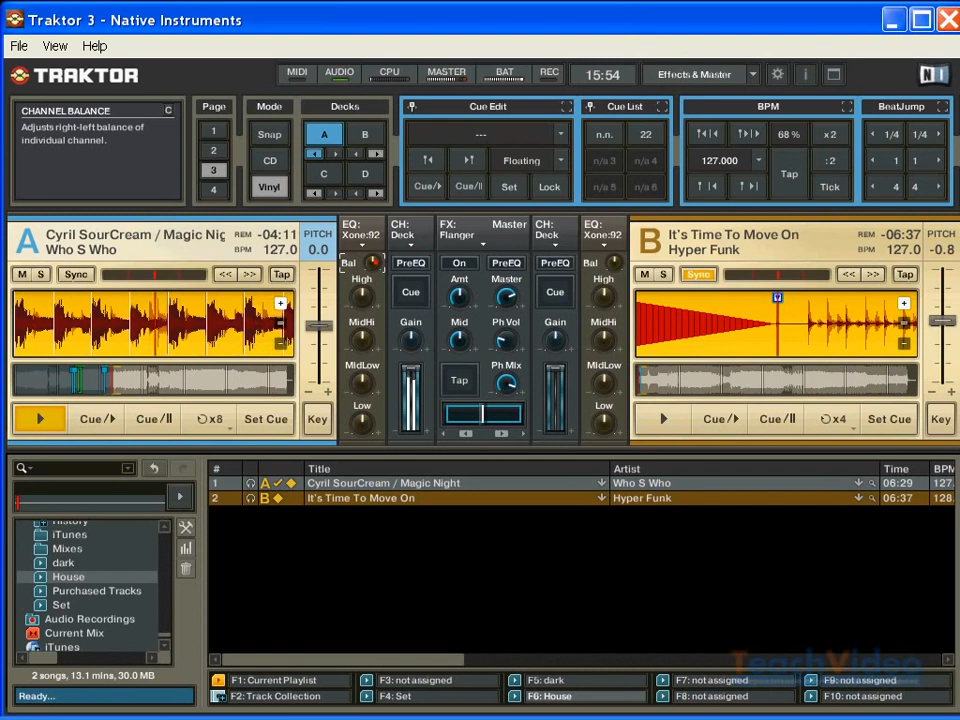 Traktor 3 - Native Instruments
File View Help
TRAKTOR
MIDI AUDIO CPU MASTER BAT REC 15:54 Effects & Master i NI
CHANNEL BALANCE C
Adjusts right-left balance of
individual channel.
Page
1
2
3
4
Mode
Snap
CD
Vinyl
Decks
A B
C D
Cue Edit
---
Floating
Cue/ Cue/II Set Lock
Cue List
n.n. 22
n/a 3 n/a 4
n/a 5 n/a 6
BPM
68 % x2
127.000 Tap :2
Tick
BeatJump
1/4 1/4
1 1
4 4
A Cyril SourCream / Magic Nig REM -04:11
Who S Who BPM 127.0
PITCH
0.0
M S Sync << >> Tap
+
-
- +
Cue/ Cue/II x8 Set Cue Key
EQ:
Xone:92
Bal
High
MidHi
MidLow
Low
CH:
Deck
PreEQ
Cue
Gain
FX: Master
Flanger
On PreEQ
Amt Master
Mid Ph Vol
Tap Ph Mix
CH:
Deck
PreEQ
Cue
Gain
EQ:
Xone:92
Bal
High
MidHi
MidLow
Low
B It's Time To Move On REM -06:37
Hyper Funk BPM 127.0
PITCH
-0.8
M S Sync << >> Tap
+
-
- +
Cue/ Cue/II x4 Set Cue Key
# Title Artist Time BPM
1 A Cyril SourCream / Magic Night Who S Who 06:29 127.
2 B It's Time To Move On Hyper Funk 06:37 128.
History
iTunes
Mixes
dark
House
Purchased Tracks
Set
Audio Recordings
Current Mix
iTunes
2 songs, 13.1 mins, 30.0 MB
Ready...
F1: Current Playlist F3: not assigned F5: dark F7: not assigned F9: not assigned
F2: Track Collection F4: Set F6: House F8: not assigned F10: not assigned
TeachVideo